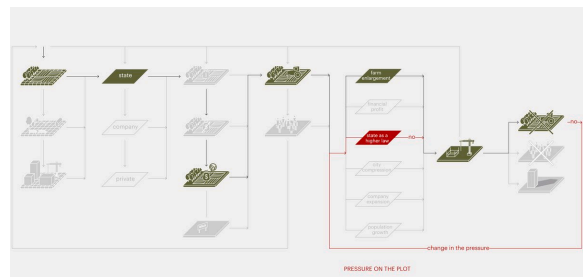 state
company
private
farm
enlargement
financial
profit
state as a
higher law
no
company
population
growth
no
change in the pressure
PRESSURE ON THE PLOT